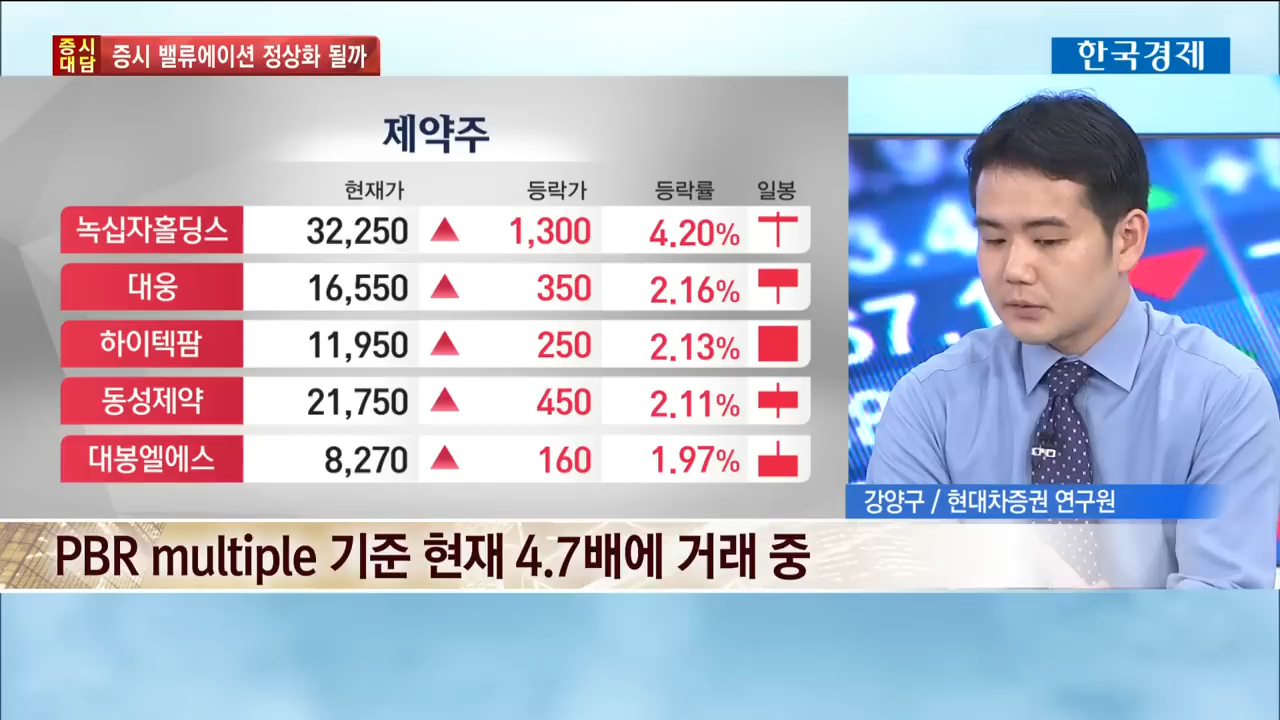 증시
대담
증시 밸류에이션 정상화 될까
한국경제
제약주
현재가 등락가 등락률 일봉
녹십자홀딩스 32,250 ▲ 1,300 4.20%
대웅 16,550 ▲ 350 2.16%
하이텍팜 11,950 ▲ 250 2.13%
동성제약 21,750 ▲ 450 2.11%
대봉엘에스 8,270 ▲ 160 1.97%
강양구 / 현대차증권 연구원
PBR multiple 기준 현재 4.7배에 거래 중